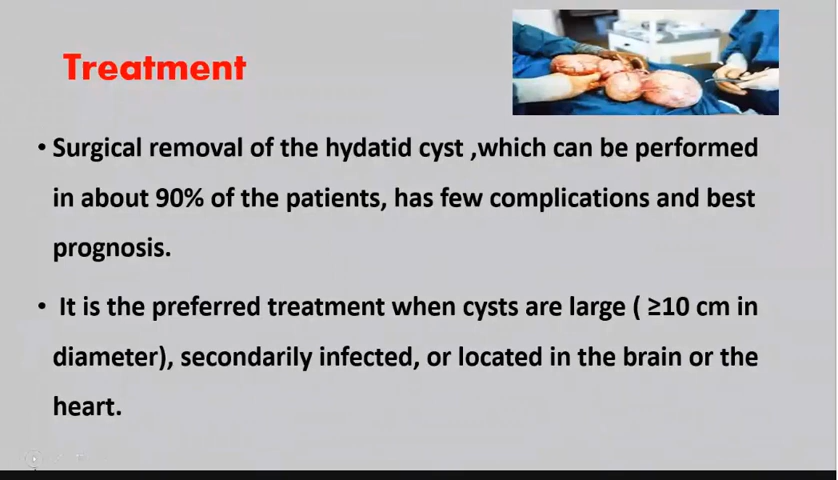 Treatment
• Surgical removal of the hydatid cyst ,which can be performed
in about 90% of the patients, has few complications and best
prognosis.
• It is the preferred treatment when cysts are large ( ≥10 cm in
diameter), secondarily infected, or located in the brain or the
heart.